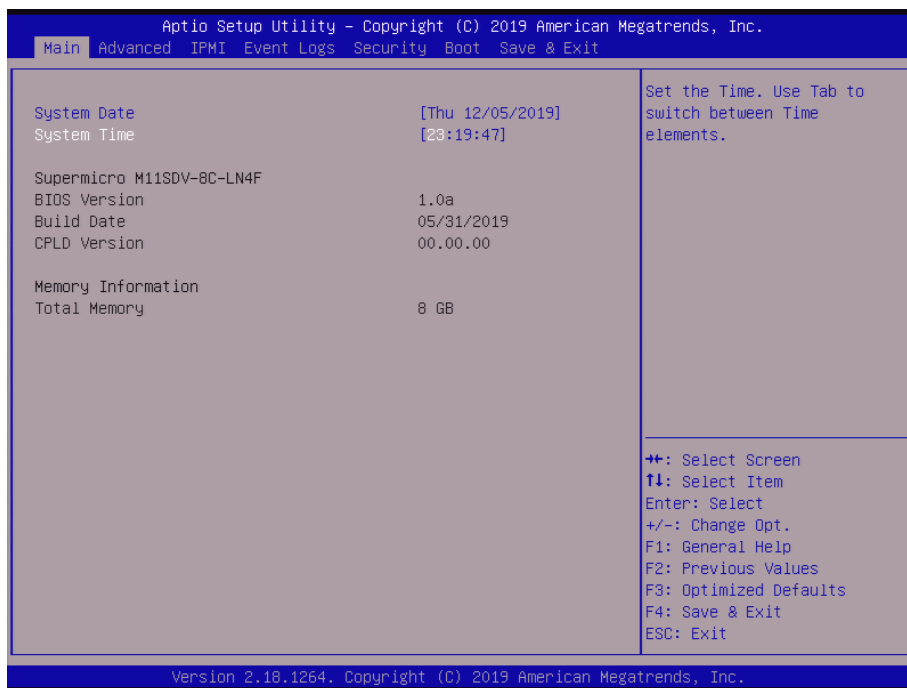 Aptio Setup Utility – Copyright (C) 2019 American Megatrends, Inc.
Main Advanced IPMI Event Logs Security Boot Save & Exit
System Date [Thu 12/05/2019]
System Time [23:19:47]
Supermicro M11SDV-8C-LN4F
BIOS Version 1.0a
Build Date 05/31/2019
CPLD Version 00.00.00
Memory Information
Total Memory 8 GB
Set the Time. Use Tab to
switch between Time
elements.
→←: Select Screen
↑↓: Select Item
Enter: Select
+/-: Change Opt.
F1: General Help
F2: Previous Values
F3: Optimized Defaults
F4: Save & Exit
ESC: Exit
Version 2.18.1264. Copyright (C) 2019 American Megatrends, Inc.